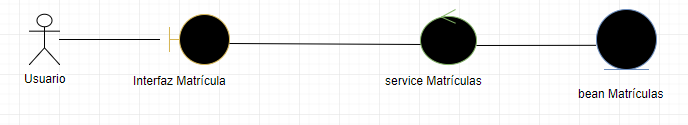 Usuario
Interfaz Matrícula
service Matrículas
bean Matrículas